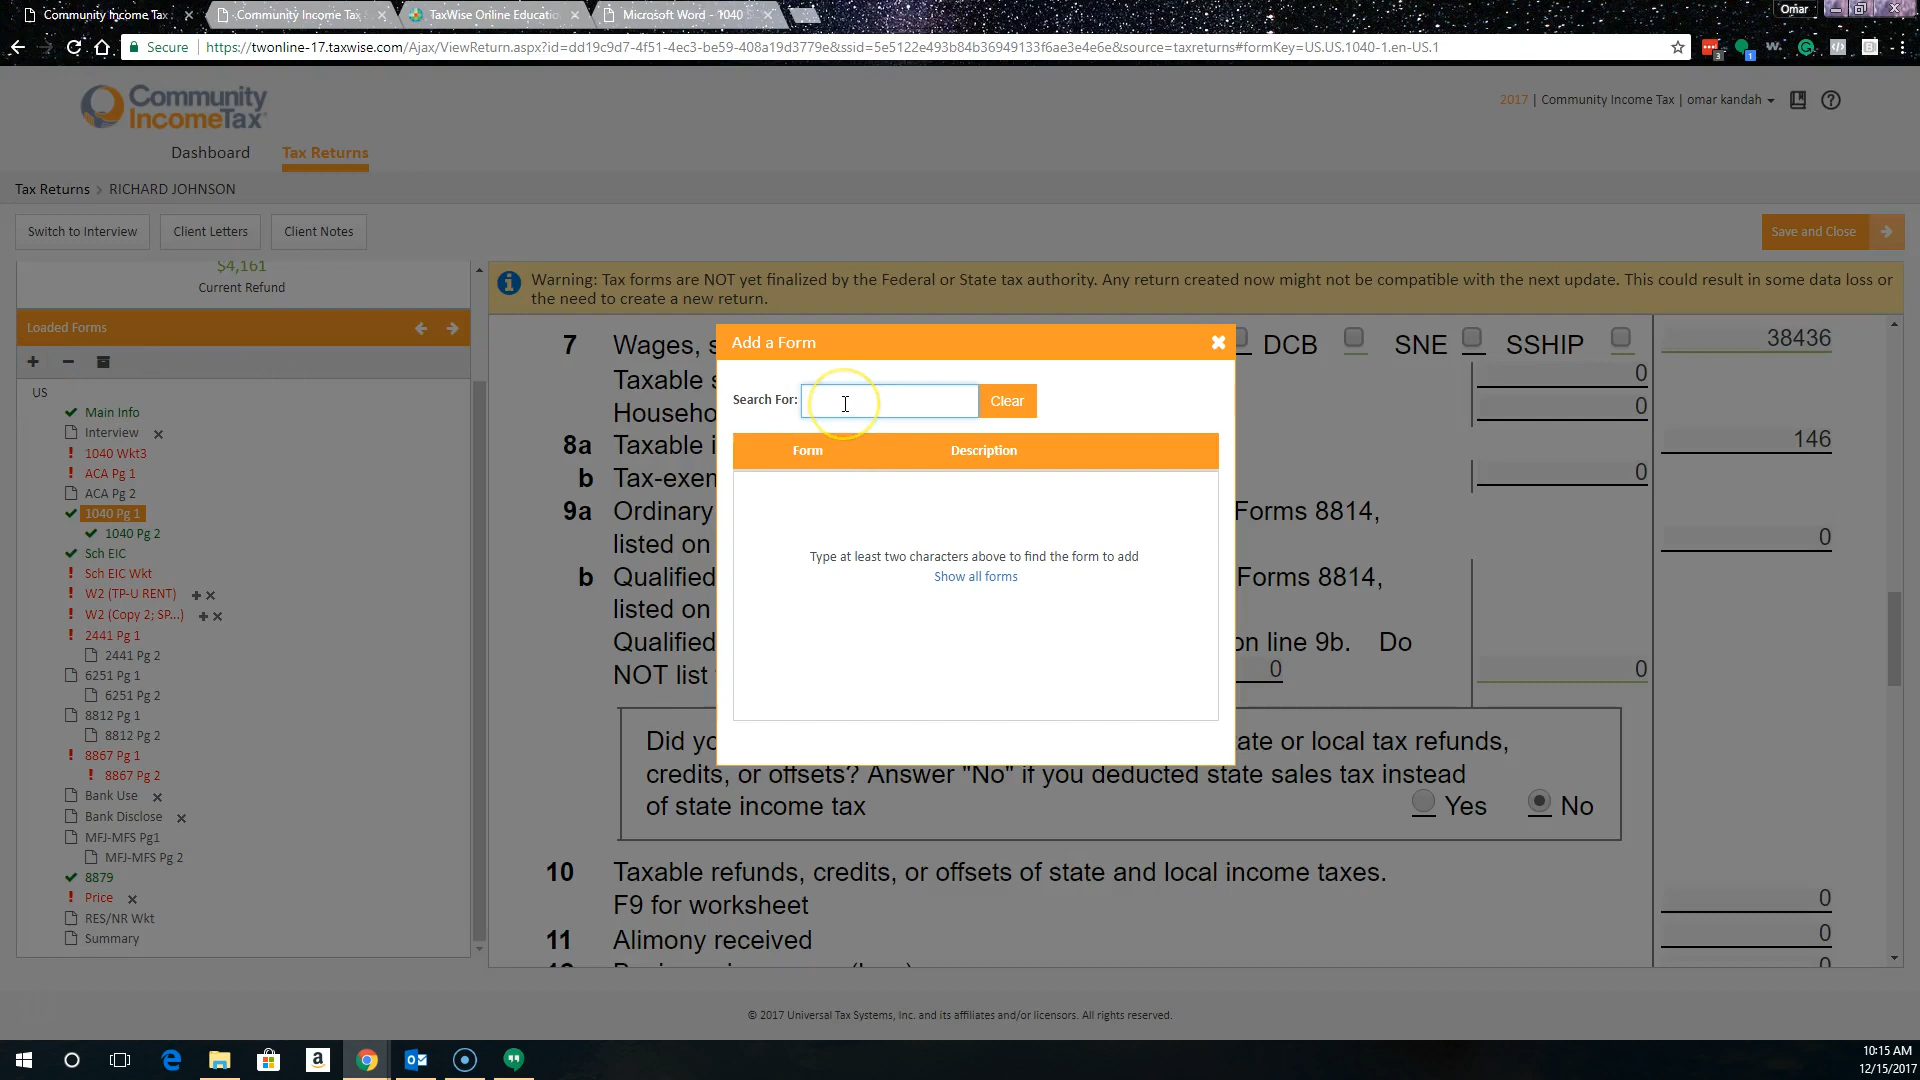 Community Income Tax
Community Income Tax
TaxWise Online Educatio
Microsoft Word - 1040 S
Omar
Secure
https://twonline-17.taxwise.com/Ajax/ViewReturn.aspx?id=dd19c9d7-4f51-4ec3-be59-408a19d3779e&ssid=5e5122e493b84b36949133f6ae3e4e6e&source=taxreturns#formKey=US.US.1040-1.en-US.1
Community
IncomeTax
2017 | Community Income Tax | omar kandah
Dashboard
Tax Returns
Tax Returns > RICHARD JOHNSON
Switch to Interview
Client Letters
Client Notes
Save and Close
$4,161
Current Refund
Loaded Forms
US
Main Info
Interview
1040 Wkt3
ACA Pg 1
ACA Pg 2
1040 Pg 1
1040 Pg 2
Sch EIC
Sch EIC Wkt
W2 (TP-U RENT)
W2 (Copy 2; SP...)
2441 Pg 1
2441 Pg 2
6251 Pg 1
6251 Pg 2
8812 Pg 1
8812 Pg 2
8867 Pg 1
8867 Pg 2
Bank Use
Bank Disclose
MFJ-MFS Pg1
MFJ-MFS Pg 2
8879
Price
RES/NR Wkt
Summary
Warning: Tax forms are NOT yet finalized by the Federal or State tax authority. Any return created now might not be compatible with the next update. This could result in some data loss or
the need to create a new return.
7 Wages, s DCB SNE SSHIP 38436
Taxable s 0
Househo 0
8a Taxable i 146
b Tax-exen 0
9a Ordinary Forms 8814,
listed on 0
b Qualified Forms 8814,
listed on
Qualified on line 9b. Do
NOT list 0 0
Add a Form
Search For:
Clear
Form Description
Type at least two characters above to find the form to add
Show all forms
Did yo ate or local tax refunds,
credits, or offsets? Answer "No" if you deducted state sales tax instead
of state income tax Yes No
10 Taxable refunds, credits, or offsets of state and local income taxes.
F9 for worksheet 0
11 Alimony received 0
© 2017 Universal Tax Systems, Inc. and its affiliates and/or licensors. All rights reserved.
10:15 AM
12/15/2017